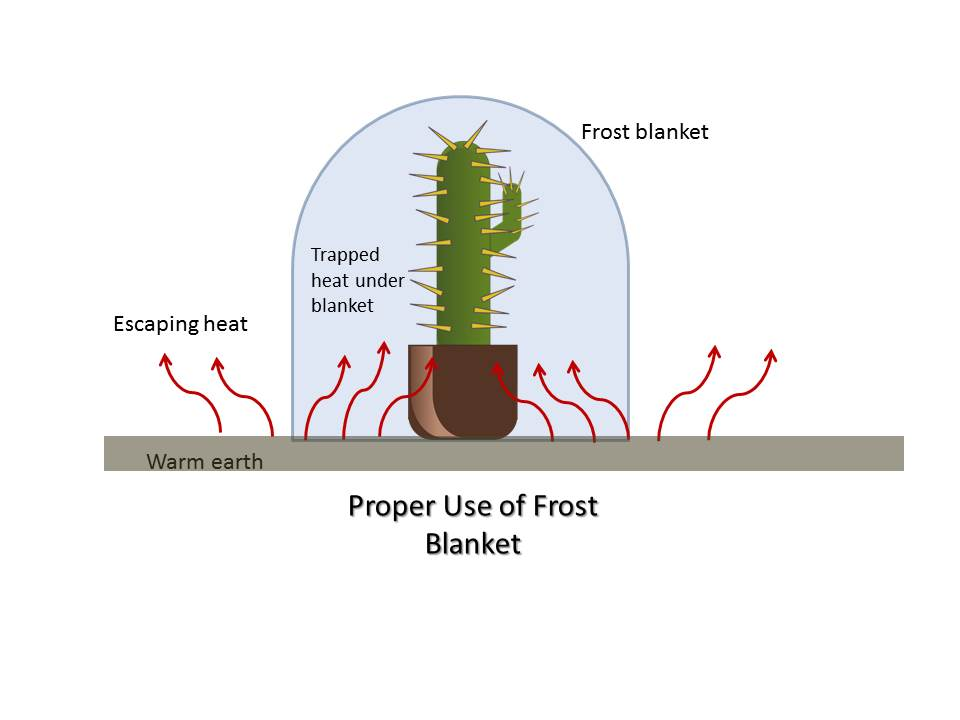 Frost blanket
Trapped
heat under
blanket
Escaping heat
Warm earth
Proper Use of Frost
Blanket